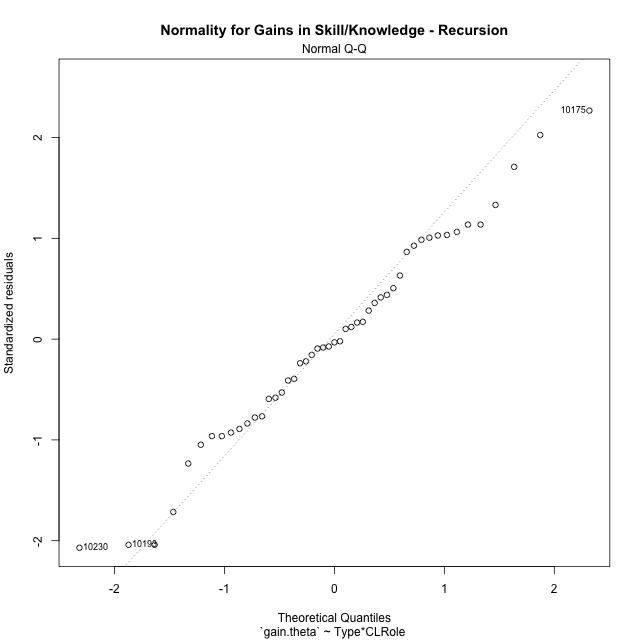 Normality for Gains in Skill/Knowledge - Recursion
Normal Q-Q
10175
2
1
0
-1
-2
Standardized residuals
10230
10193
-2 -1 0 1 2
Theoretical Quantiles
`gain.theta` ~ Type*CLRole